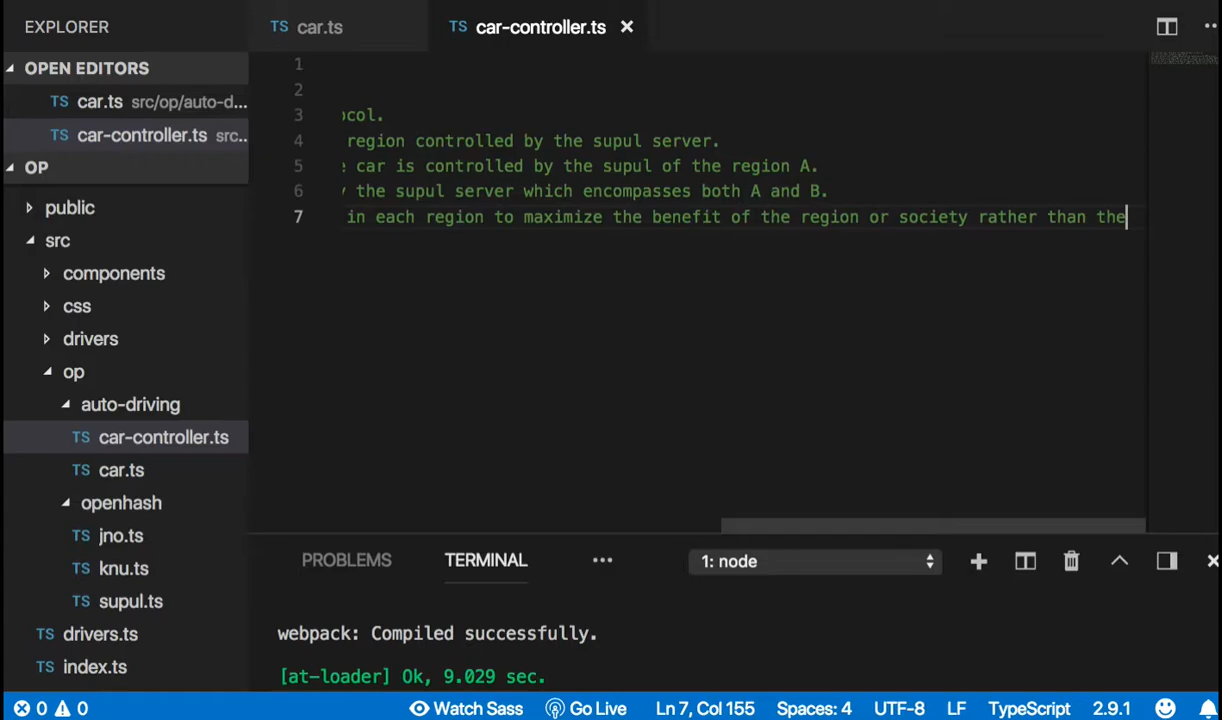 EXPLORER
TS car.ts
TS car-controller.ts ×
OPEN EDITORS
TS car.ts src/op/auto-d...
TS car-controller.ts src...
OP
public
src
components
css
drivers
op
auto-driving
TS car-controller.ts
TS car.ts
openhash
TS jno.ts
TS knu.ts
TS supul.ts
TS drivers.ts
TS index.ts
1
2
3 ocol.
4 region controlled by the supul server.
5 e car is controlled by the supul of the region A.
6 the supul server which encompasses both A and B.
7 in each region to maximize the benefit of the region or society rather than the
PROBLEMS TERMINAL ••• 1: node
webpack: Compiled successfully.
[at-loader] Ok, 9.029 sec.
0 0 Watch Sass Go Live Ln 7, Col 155 Spaces: 4 UTF-8 LF TypeScript 2.9.1